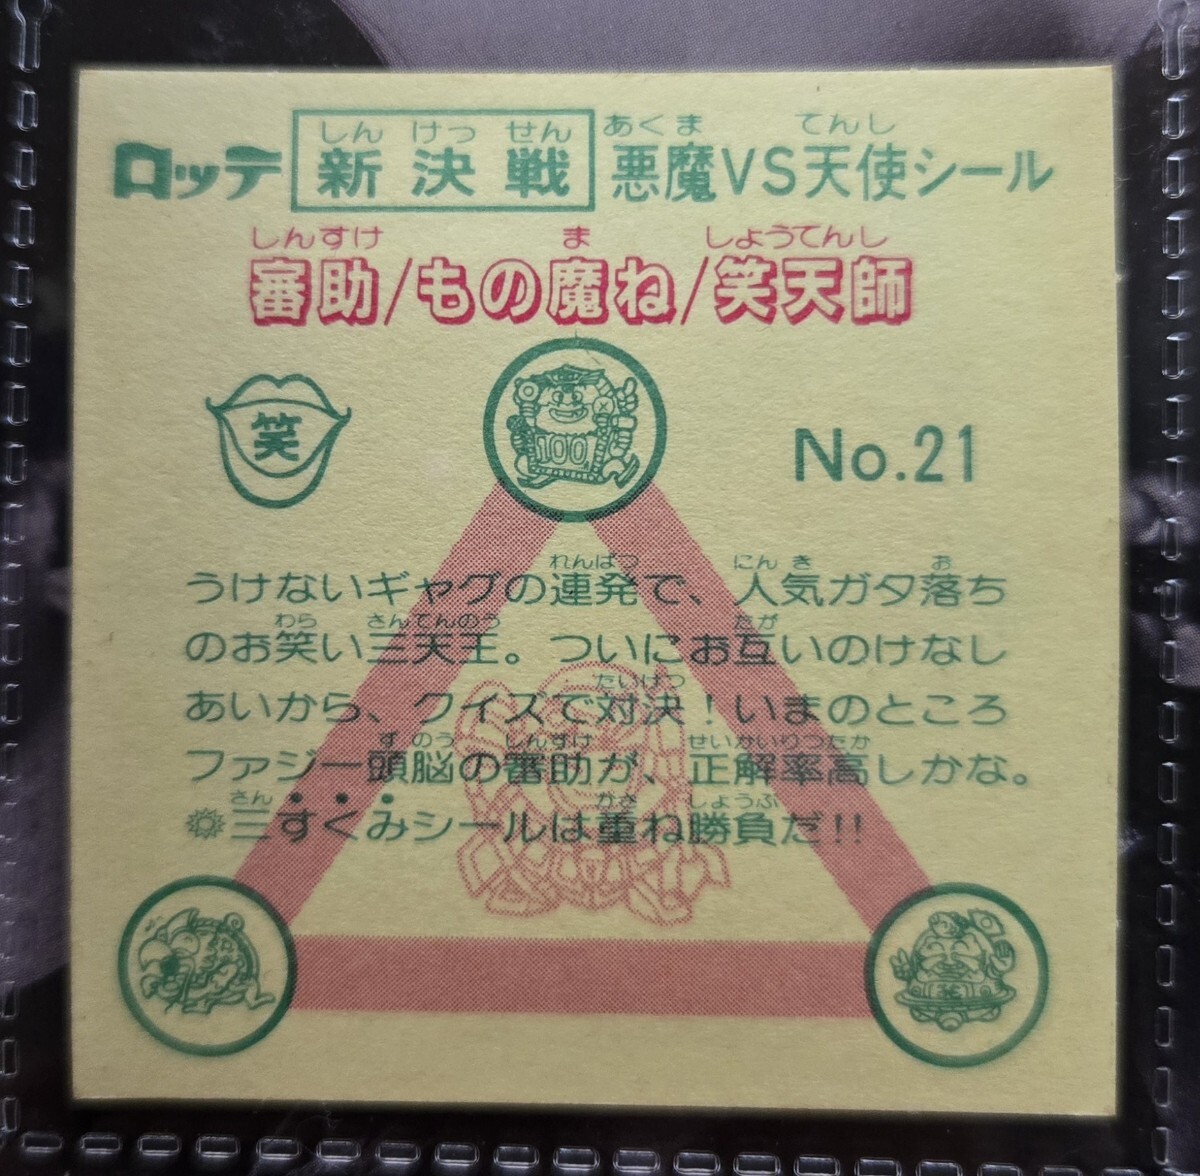 しん けっ せん あくま てんし
ロッテ 新決戦 悪魔VS天使シール
しんすけ ま しょうてんし
審助/もの魔ね/笑天師
笑
100
No.21
れんぱつ にんき お
うけないギャグの連発で、人気ガタ落ち
わら さんてんのう たが
のお笑い三天王。ついにお互いのけなし
たいけつ
あいから、クイズで対決!いまのところ
ずのう しんすけ せいかいりつたか
ファジー頭脳の審助が、正解率高しかな。
さん かさ しょうぶ
三すくみシールは重ね勝負だ!!